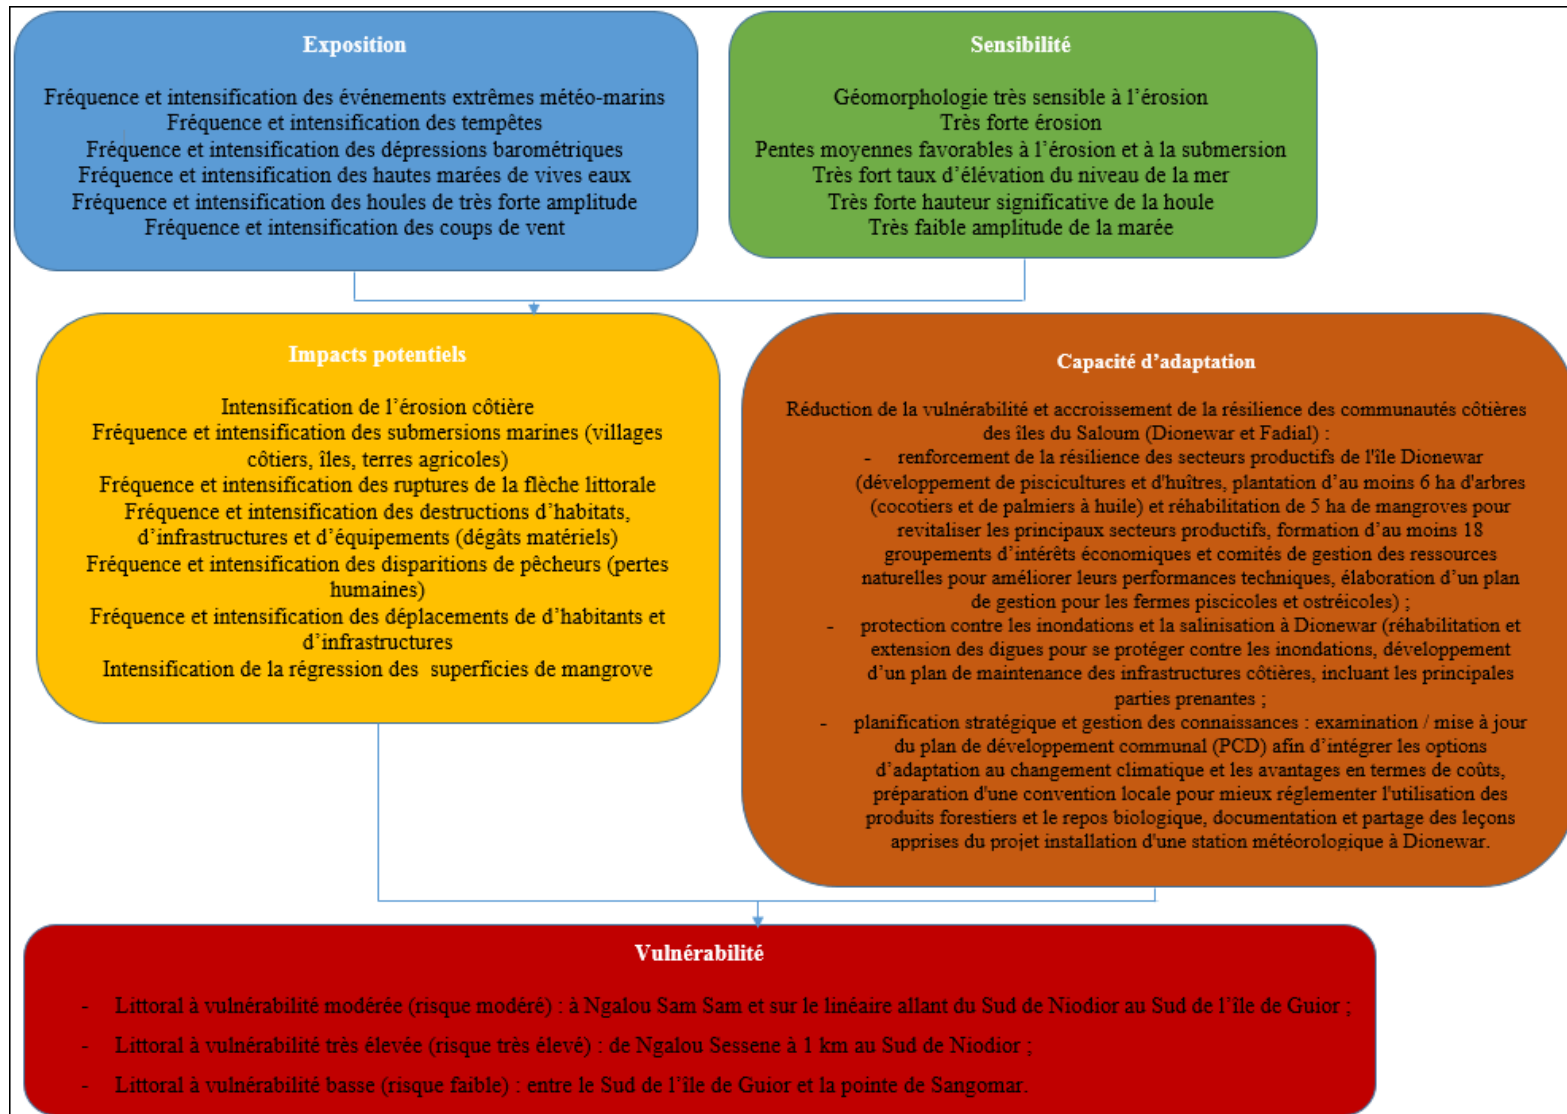 Exposition
Fréquence et intensification des événements extrêmes météo-marins
Fréquence et intensification des tempêtes
Fréquence et intensification des dépressions barométriques
Fréquence et intensification des hautes marées de vives eaux
Fréquence et intensification des houles de très forte amplitude
Fréquence et intensification des coups de vent
Sensibilité
Géomorphologie très sensible à l’érosion
Très forte érosion
Pentes moyennes favorables à l’érosion et à la submersion
Très fort taux d’élévation du niveau de la mer
Très forte hauteur significative de la houle
Très faible amplitude de la marée
Impacts potentiels
Intensification de l’érosion côtière
Fréquence et intensification des submersions marines (villages
côtiers, îles, terres agricoles)
Fréquence et intensification des ruptures de la flèche littorale
Fréquence et intensification des destructions d’habitats,
d’infrastructures et d’équipements (dégâts matériels)
Fréquence et intensification des disparitions de pêcheurs (pertes
humaines)
Fréquence et intensification des déplacements de d’habitants et
d’infrastructures
Intensification de la régression des superficies de mangrove
Capacité d’adaptation
Réduction de la vulnérabilité et accroissement de la résilience des communautés côtières
des îles du Saloum (Dionewar et Fadial) :
- renforcement de la résilience des secteurs productifs de l'île Dionewar
(développement de piscicultures et d'huîtres, plantation d’au moins 6 ha d'arbres
(cocotiers et de palmiers à huile) et réhabilitation de 5 ha de mangroves pour
revitaliser les principaux secteurs productifs, formation d’au moins 18
groupements d’intérêts économiques et comités de gestion des ressources
naturelles pour améliorer leurs performances techniques, élaboration d’un plan
de gestion pour les fermes piscicoles et ostréicoles) ;
- protection contre les inondations et la salinisation à Dionewar (réhabilitation et
extension des digues pour se protéger contre les inondations, développement
d’un plan de maintenance des infrastructures côtières, incluant les principales
parties prenantes ;
- planification stratégique et gestion des connaissances : examination / mise à jour
du plan de développement communal (PCD) afin d’intégrer les options
d’adaptation au changement climatique et les avantages en termes de coûts,
préparation d'une convention locale pour mieux réglementer l'utilisation des
produits forestiers et le repos biologique, documentation et partage des leçons
apprises du projet installation d'une station météorologique à Dionewar.
Vulnérabilité
- Littoral à vulnérabilité modérée (risque modéré) : à Ngalou Sam Sam et sur le linéaire allant du Sud de Niodior au Sud de l’île de Guior ;
- Littoral à vulnérabilité très élevée (risque très élevé) : de Ngalou Sessene à 1 km au Sud de Niodior ;
- Littoral à vulnérabilité basse (risque faible) : entre le Sud de l’île de Guior et la pointe de Sangomar.